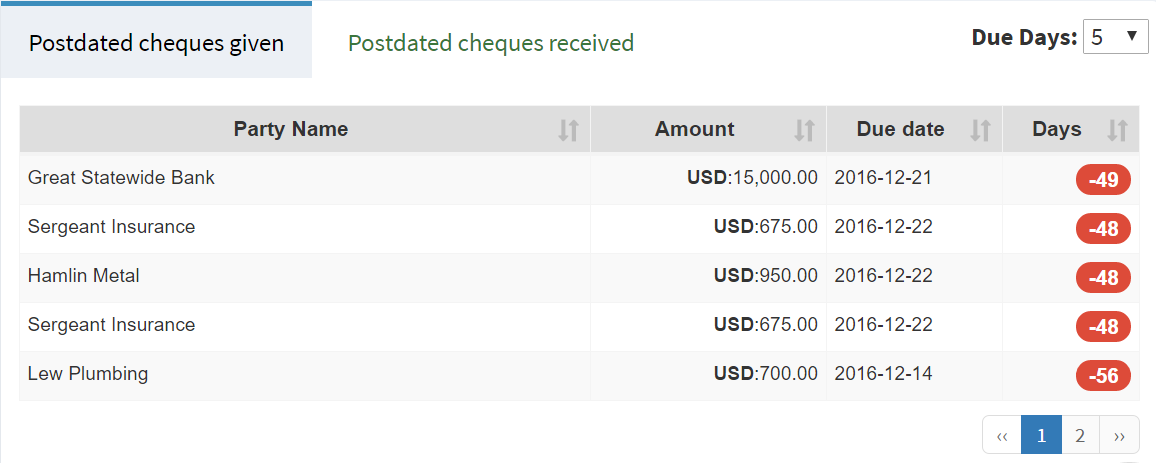 Postdated cheques given Postdated cheques received Due Days: 5
Party Name Amount Due date Days
Great Statewide Bank USD:15,000.00 2016-12-21 -49
Sergeant Insurance USD:675.00 2016-12-22 -48
Hamlin Metal USD:950.00 2016-12-22 -48
Sergeant Insurance USD:675.00 2016-12-22 -48
Lew Plumbing USD:700.00 2016-12-14 -56
‹‹ 1 2 ››